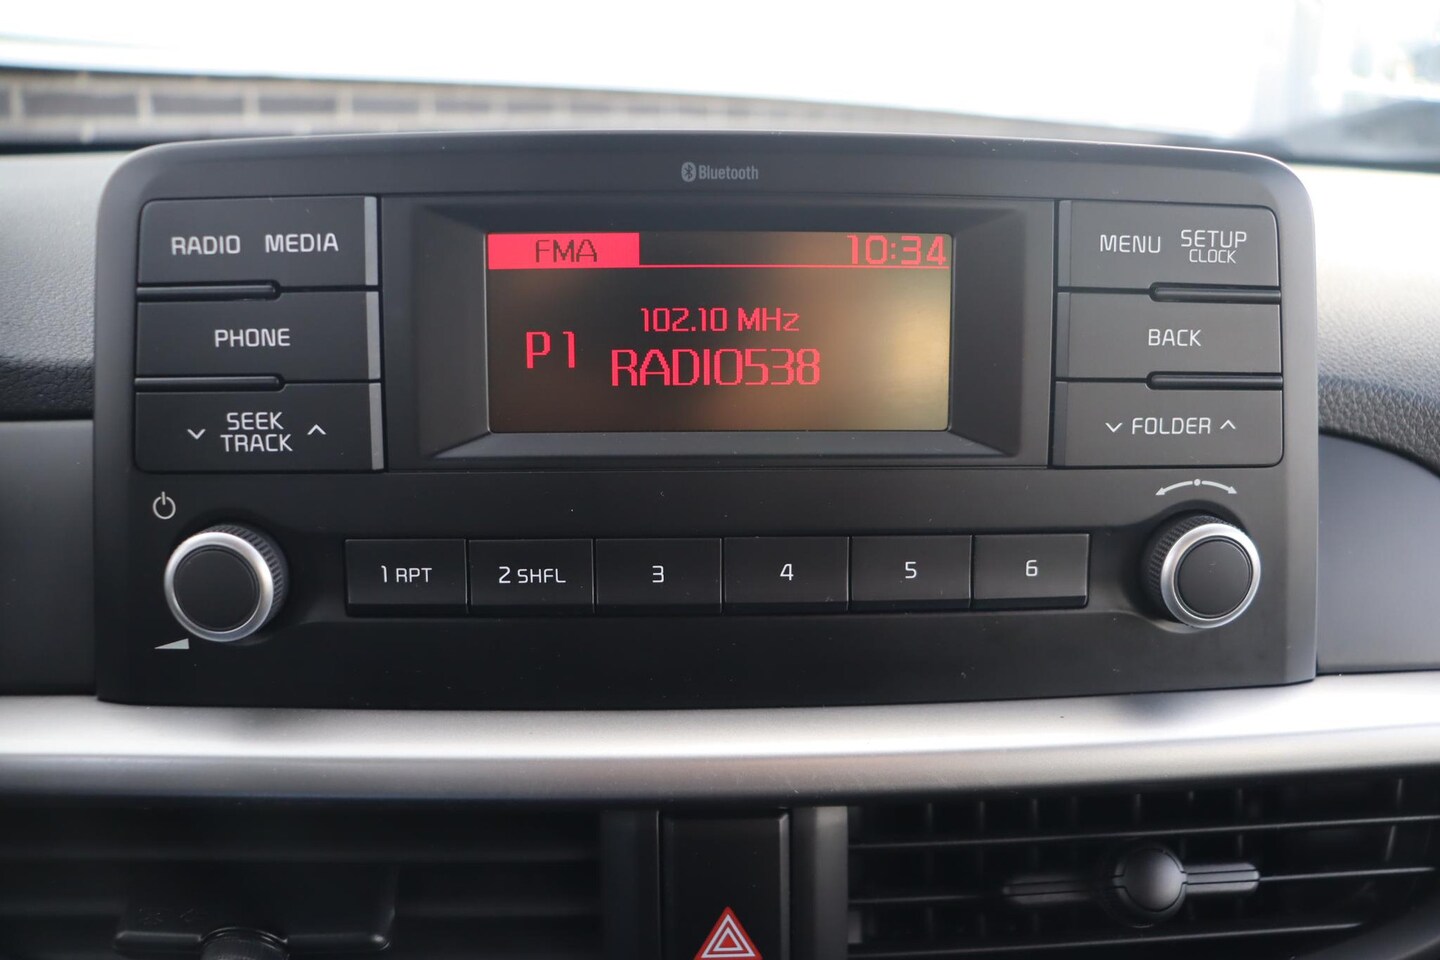 Bluetooth
RADIO MEDIA
PHONE
SEEK
TRACK
FMA 10:34
102.10 MHz
P1
RADIO538
MENU SETUP
CLOCK
BACK
FOLDER
1 RPT 2 SHFL 3 4 5 6